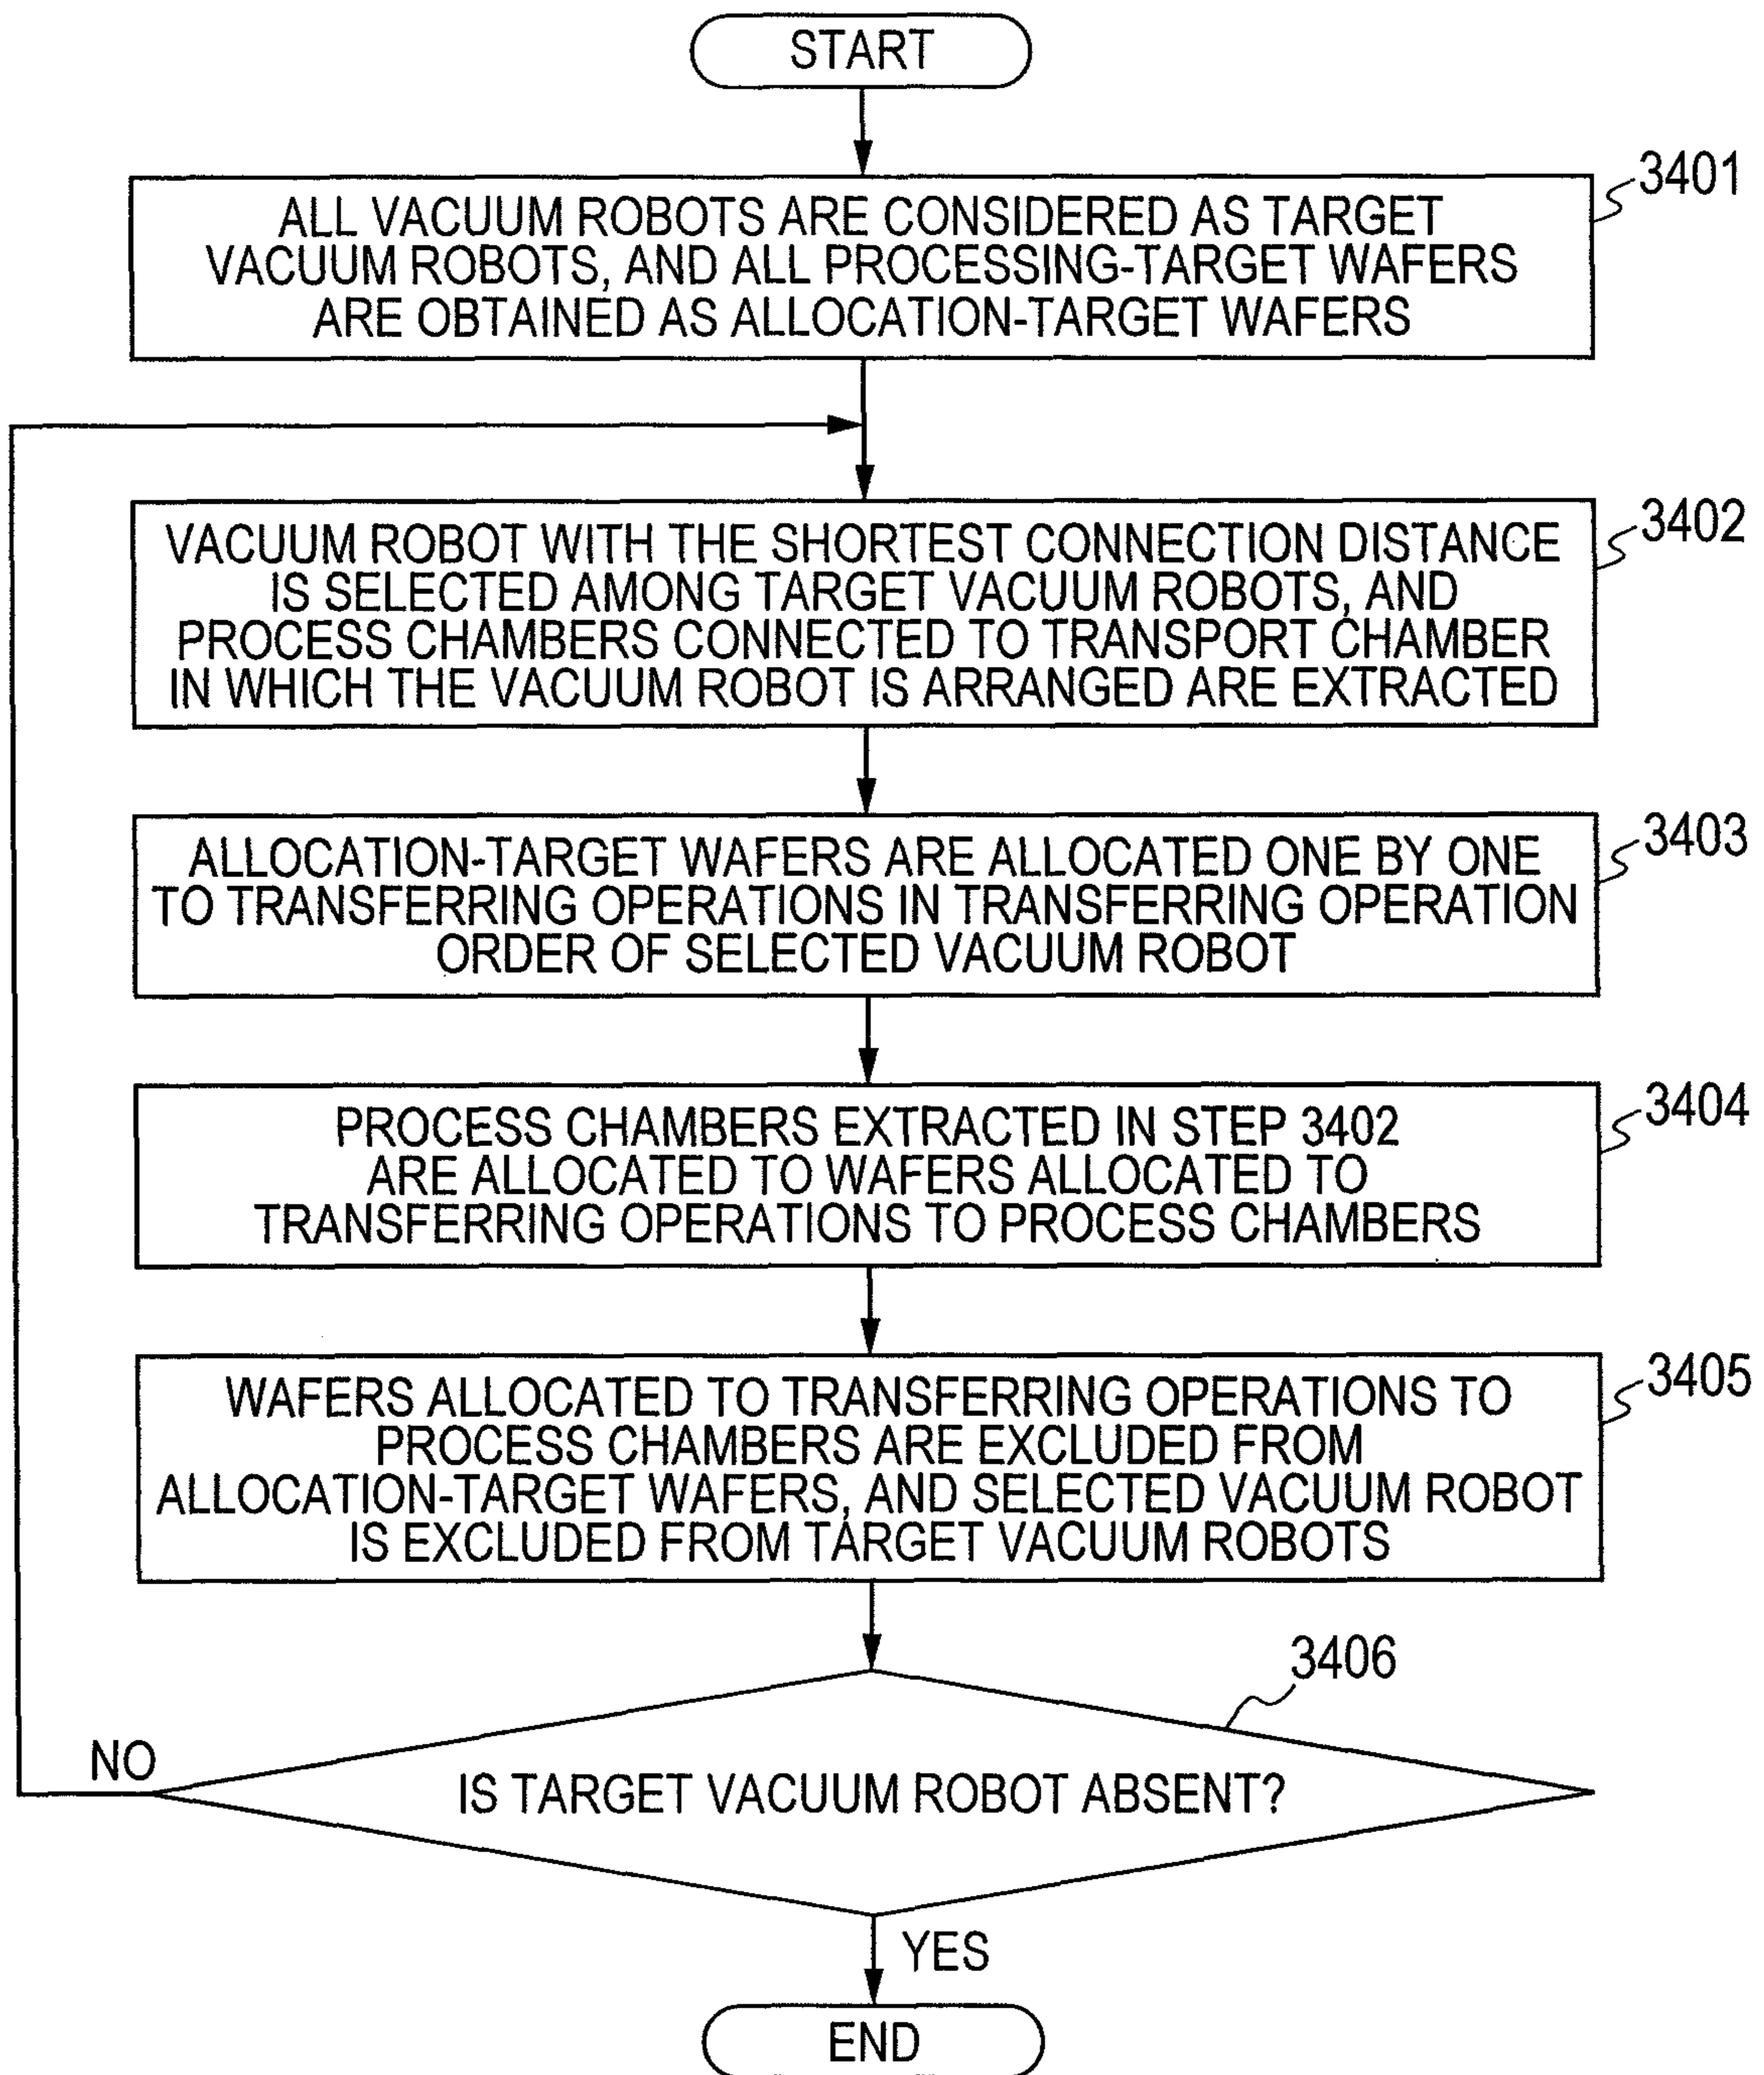 START
3401
ALL VACUUM ROBOTS ARE CONSIDERED AS TARGET
VACUUM ROBOTS, AND ALL PROCESSING-TARGET WAFERS
ARE OBTAINED AS ALLOCATION-TARGET WAFERS
3402
VACUUM ROBOT WITH THE SHORTEST CONNECTION DISTANCE
IS SELECTED AMONG TARGET VACUUM ROBOTS, AND
PROCESS CHAMBERS CONNECTED TO TRANSPORT CHAMBER
IN WHICH THE VACUUM ROBOT IS ARRANGED ARE EXTRACTED
3403
ALLOCATION-TARGET WAFERS ARE ALLOCATED ONE BY ONE
TO TRANSFERRING OPERATIONS IN TRANSFERRING OPERATION
ORDER OF SELECTED VACUUM ROBOT
3404
PROCESS CHAMBERS EXTRACTED IN STEP 3402
ARE ALLOCATED TO WAFERS ALLOCATED TO
TRANSFERRING OPERATIONS TO PROCESS CHAMBERS
3405
WAFERS ALLOCATED TO TRANSFERRING OPERATIONS TO
PROCESS CHAMBERS ARE EXCLUDED FROM
ALLOCATION-TARGET WAFERS, AND SELECTED VACUUM ROBOT
IS EXCLUDED FROM TARGET VACUUM ROBOTS
3406
NO
IS TARGET VACUUM ROBOT ABSENT?
YES
END